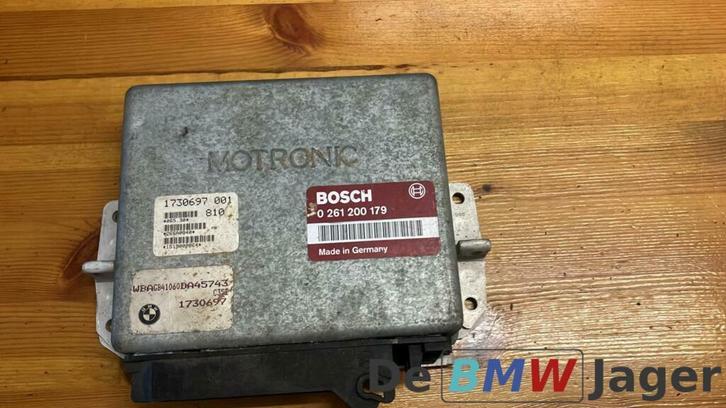 MOTRONIC
1730697 001
810
BOSCH
0 261 200 179
Made in Germany
WBAGB41060DA45743
1730697
De BMW Jager